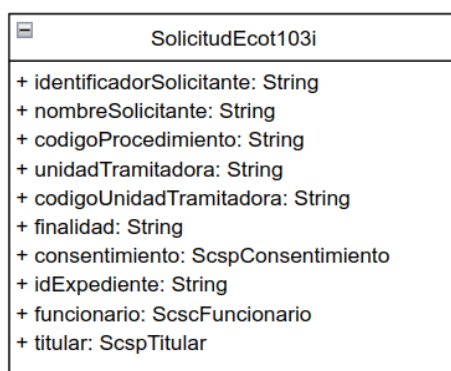 SolicitudEcot103i
+ identificadorSolicitante: String
+ nombreSolicitante: String
+ codigoProcedimiento: String
+ unidadTramitadora: String
+ codigoUnidadTramitadora: String
+ finalidad: String
+ consentimiento: ScspConsentimiento
+ idExpediente: String
+ funcionario: ScscFuncionario
+ titular: ScspTitular